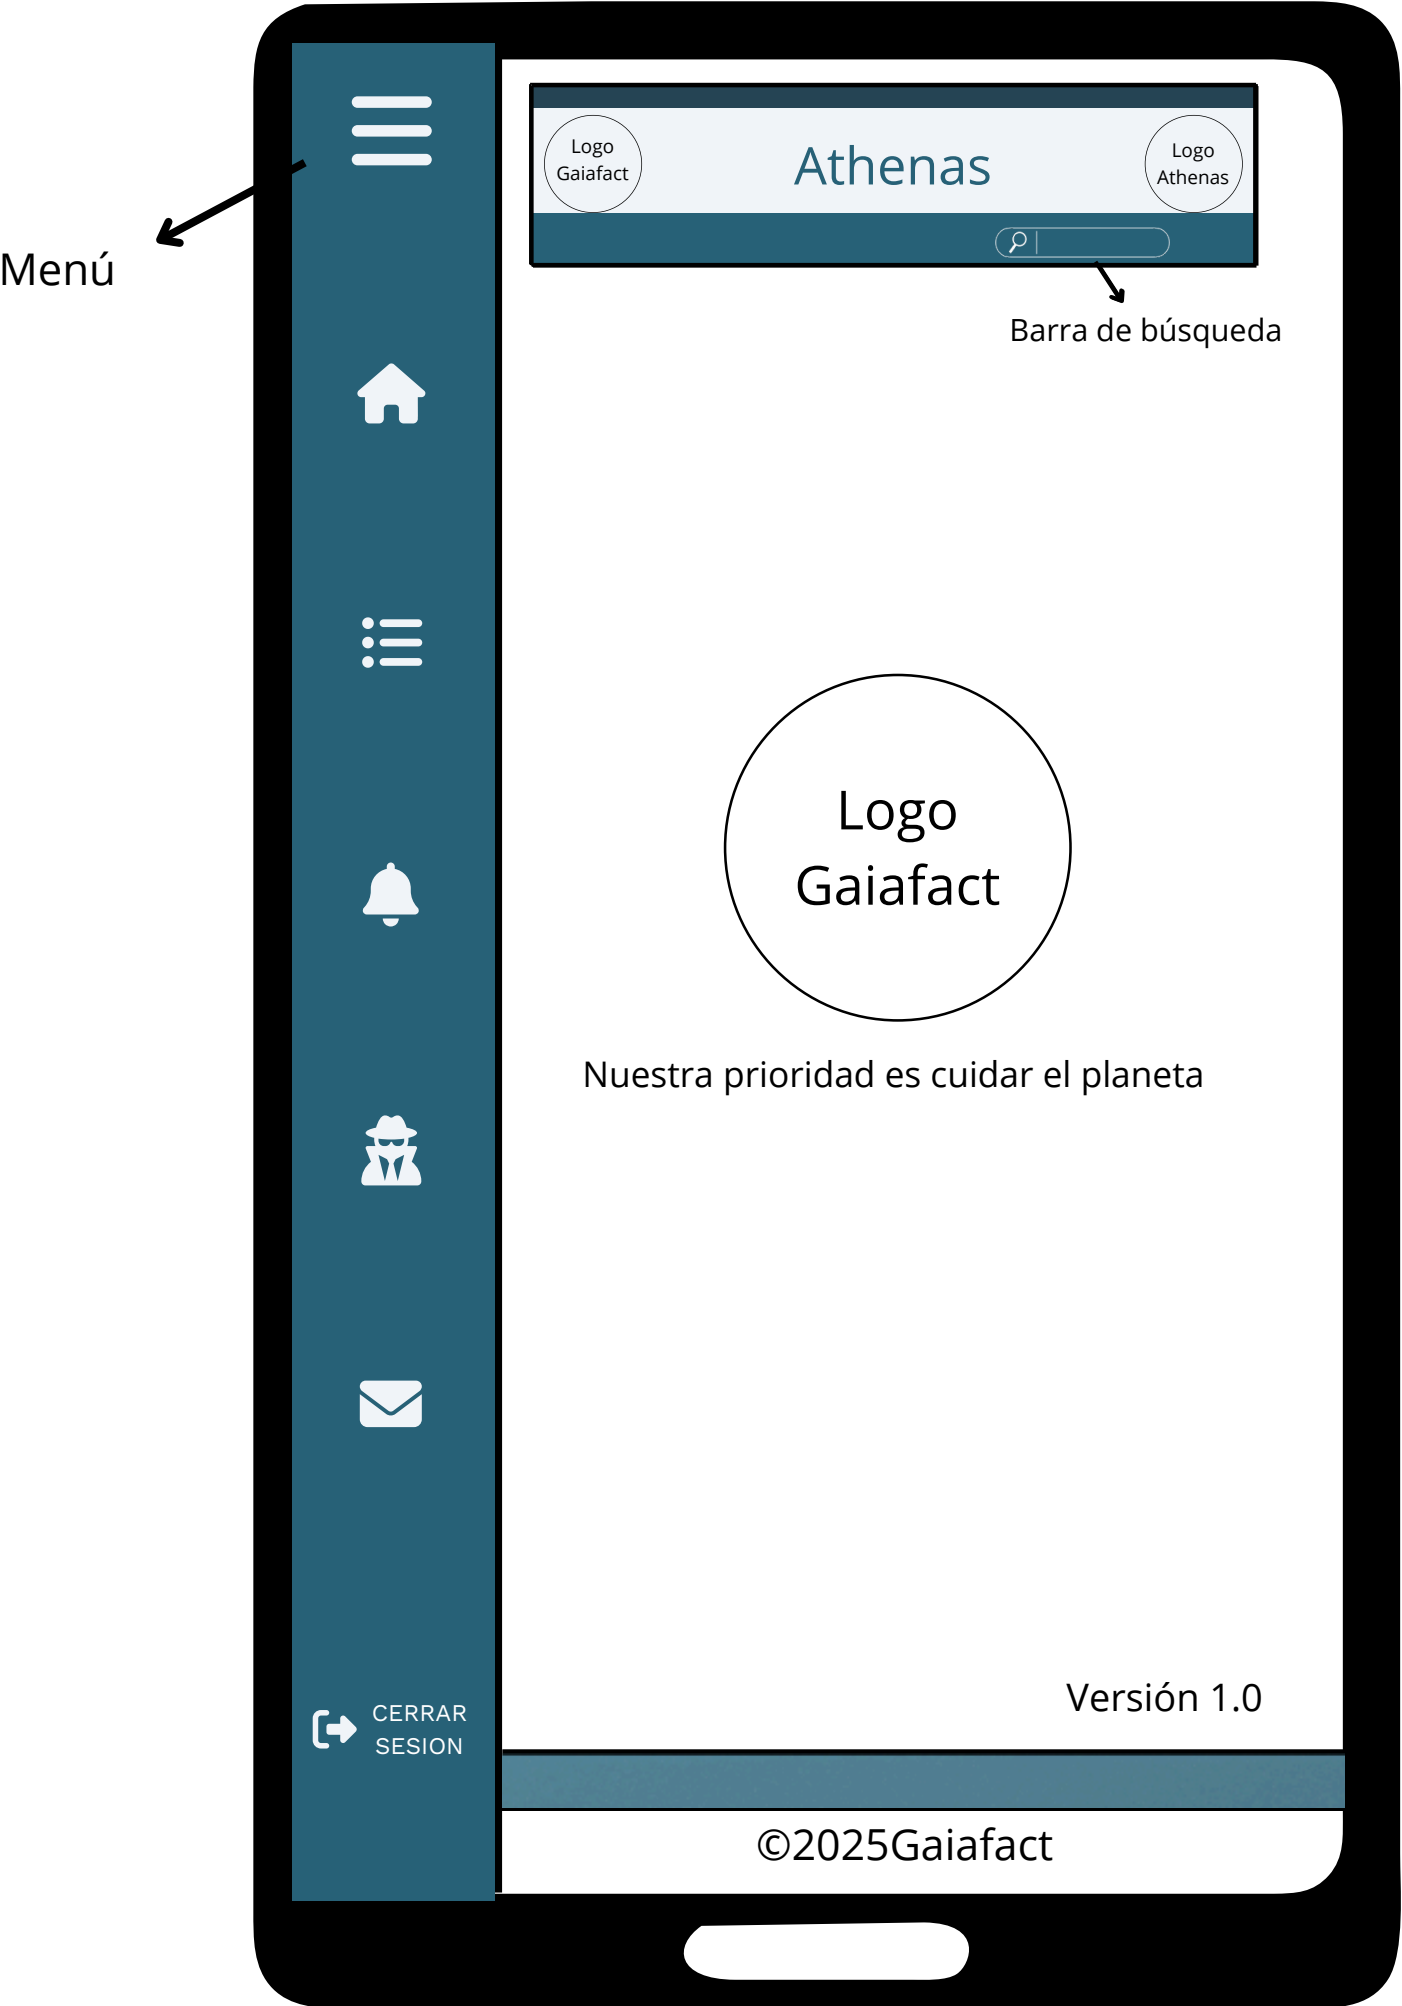 Menú
Logo
Gaiafact
Athenas
Logo
Athenas
Barra de búsqueda
Logo
Gaiafact
Nuestra prioridad es cuidar el planeta
CERRAR
SESION
Versión 1.0
©2025Gaiafact